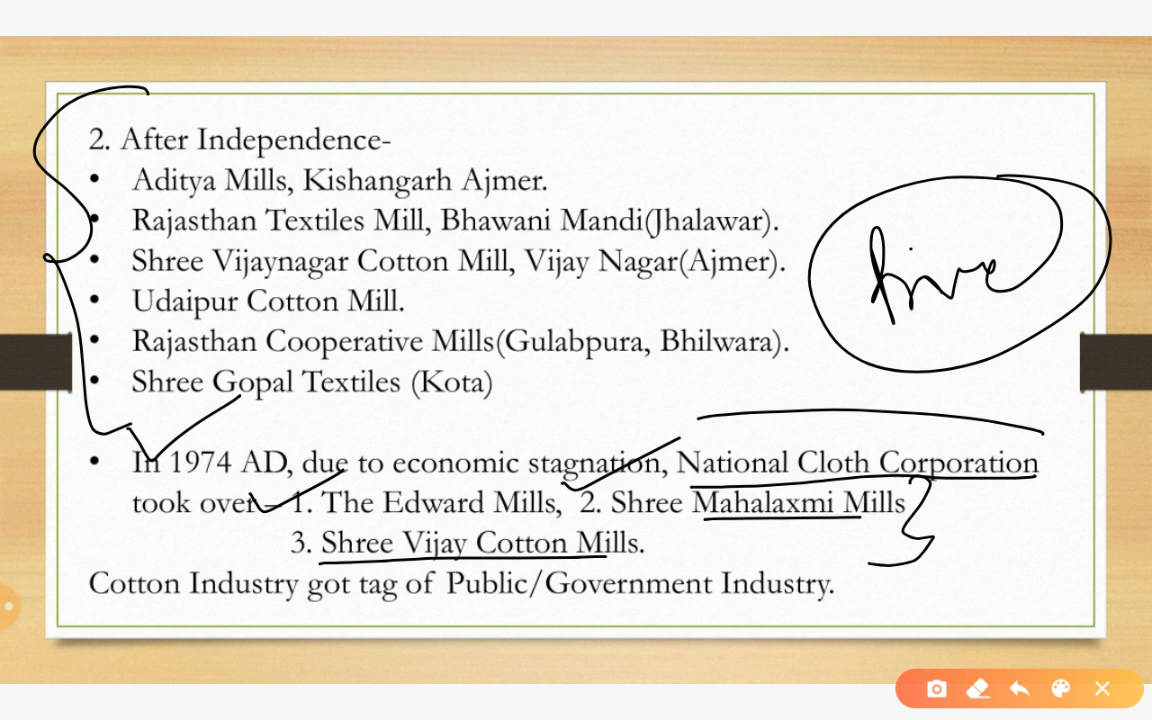 2. After Independence-
• Aditya Mills, Kishangarh Ajmer.
• Rajasthan Textiles Mill, Bhawani Mandi(Jhalawar).
• Shree Vijaynagar Cotton Mill, Vijay Nagar(Ajmer).
• Udaipur Cotton Mill.
• Rajasthan Cooperative Mills(Gulabpura, Bhilwara).
• Shree Gopal Textiles (Kota)
• In 1974 AD, due to economic stagnation, National Cloth Corporation
took over – 1. The Edward Mills, 2. Shree Mahalaxmi Mills
3. Shree Vijay Cotton Mills.
Cotton Industry got tag of Public/Government Industry.